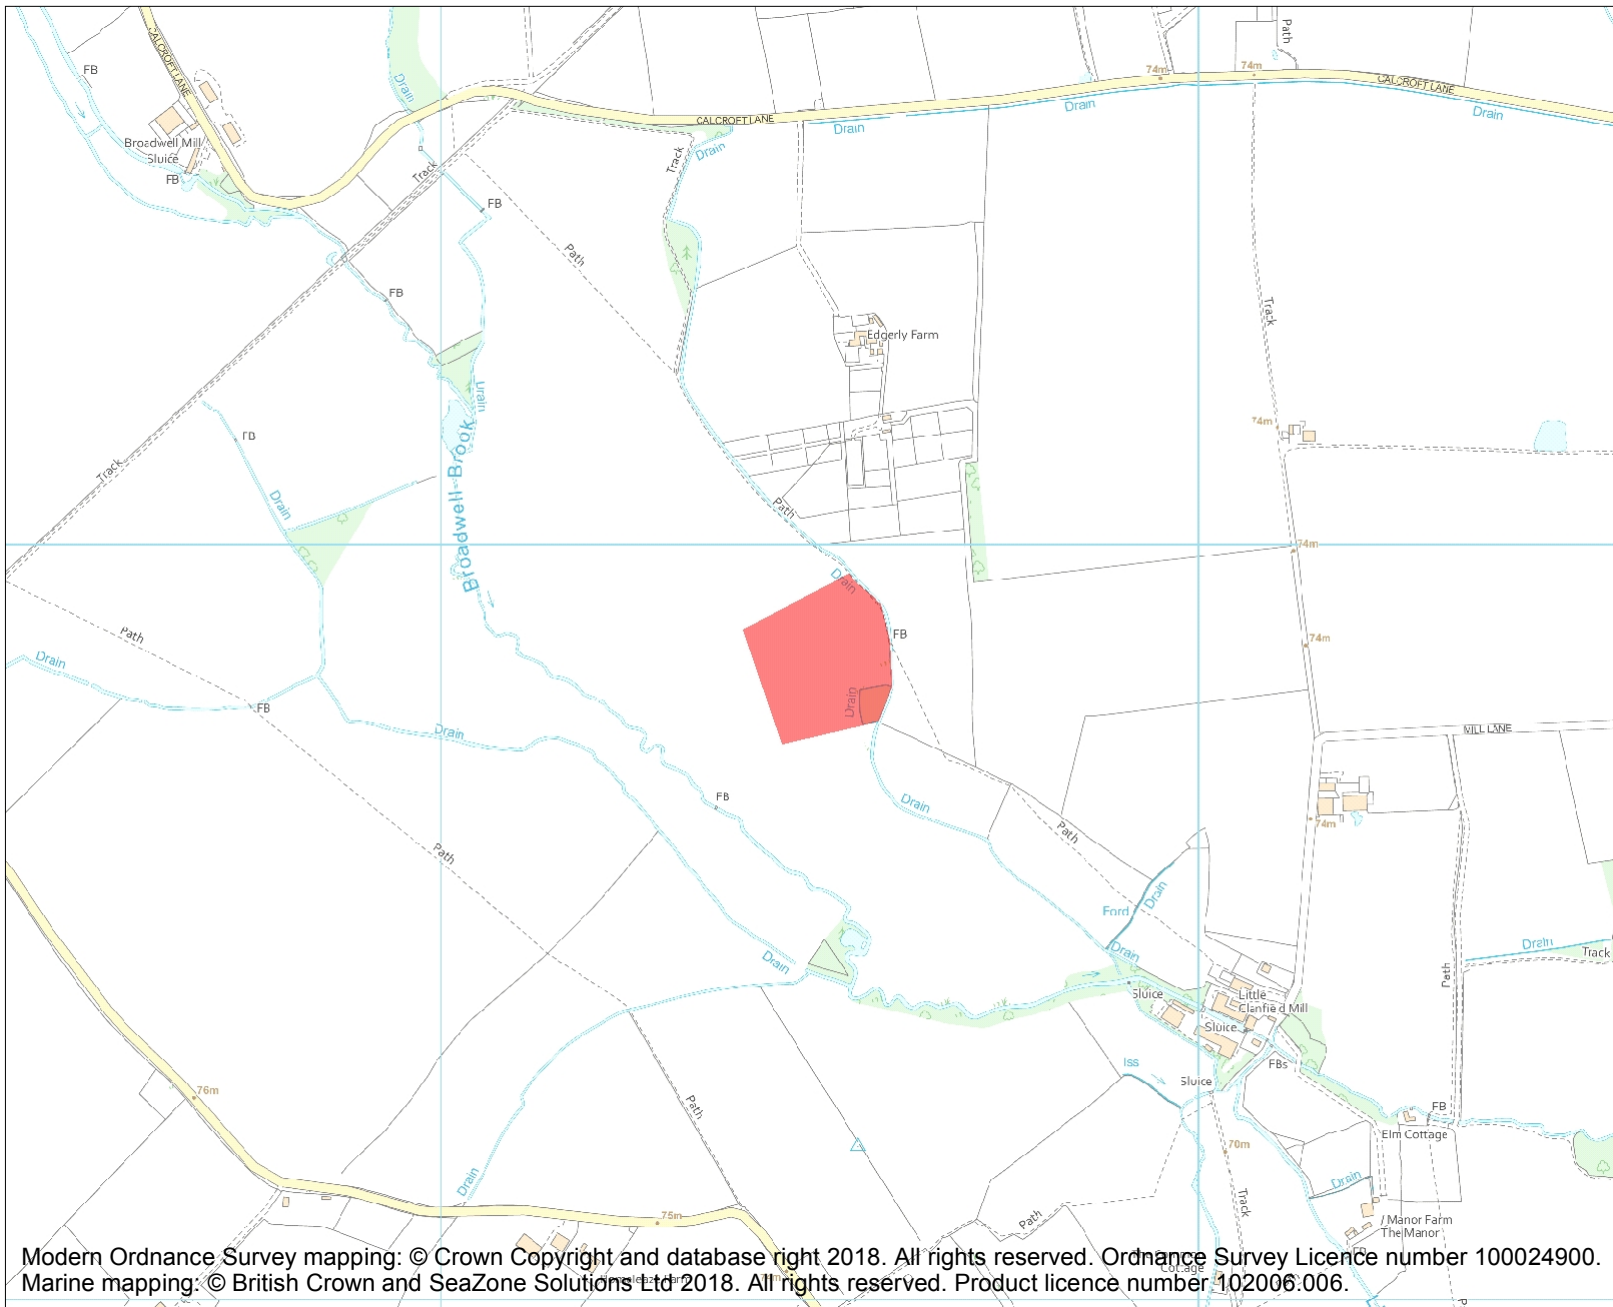 Path
CALCROFT LANE
FB
Drain
74m
74m
CALCROFT LANE
Drain
Drain
CALCROFT LANE
Drain
Broadwell Mill
Sluice
Drain
Track
Track
FB
FB
Path
FB
Track
Edgerly Farm
Drain
74m
FB
Track
Broadwell Brook
Drain
Path
74m
Drain
Path
FB
74m
Drain
Drain
FB
MILL LANE
Drain
FB
Drain
74m
Path
Path
Drain
Ford
Drain
Drain
Track
Drain
Path
Sluice
Little
Clanfield Mill
Sluice
Iss
FBs
Sluice
76m
FB
Path
Elm Cottage
70m
Drain
Drain
Track
75m
Path
Manor Farm
The Manor
Modern Ordnance Survey mapping: © Crown Copyright and database right 2018. All rights reserved. Ordnance Survey Licence number 100024900.
Marine mapping: © British Crown and SeaZone Solutions Ltd 2018. All rights reserved. Product licence number 102006.006.
Cottage